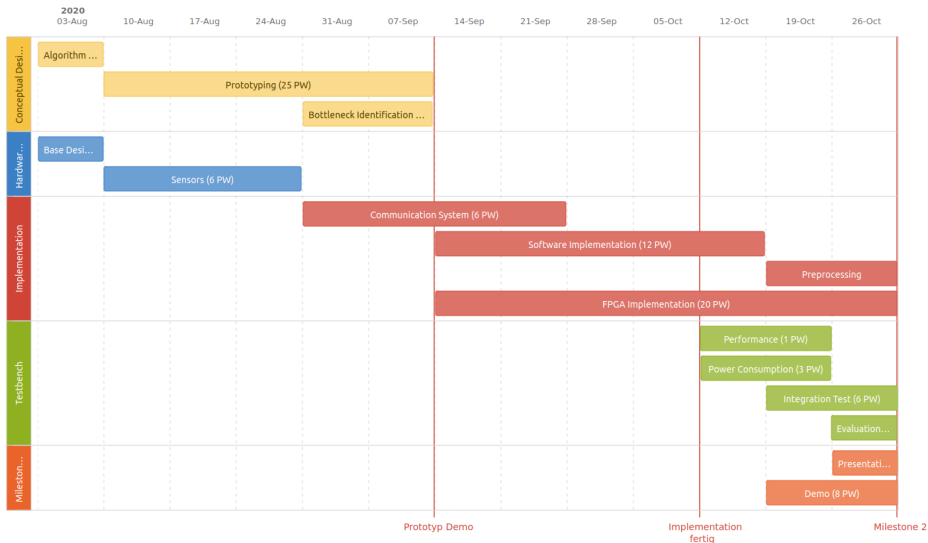 2020
03-Aug 10-Aug 17-Aug 24-Aug 31-Aug 07-Sep 14-Sep 21-Sep 28-Sep 05-Oct 12-Oct 19-Oct 26-Oct
Conceptual Desi...
Algorithm ...
Prototyping (25 PW)
Bottleneck Identification ...
Hardwar...
Base Desi...
Sensors (6 PW)
Implementation
Communication System (6 PW)
Software Implementation (12 PW)
Preprocessing
FPGA Implementation (20 PW)
Testbench
Performance (1 PW)
Power Consumption (3 PW)
Integration Test (6 PW)
Evaluation...
Mileston...
Presentati...
Demo (8 PW)
Prototyp Demo
Implementation
fertig
Milestone 2